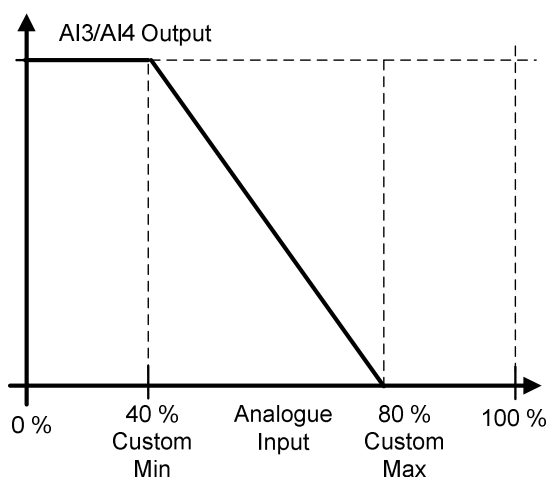 AI3/AI4 Output
0 %
40 %
Custom
Min
Analogue
Input
80 %
Custom
Max
100 %